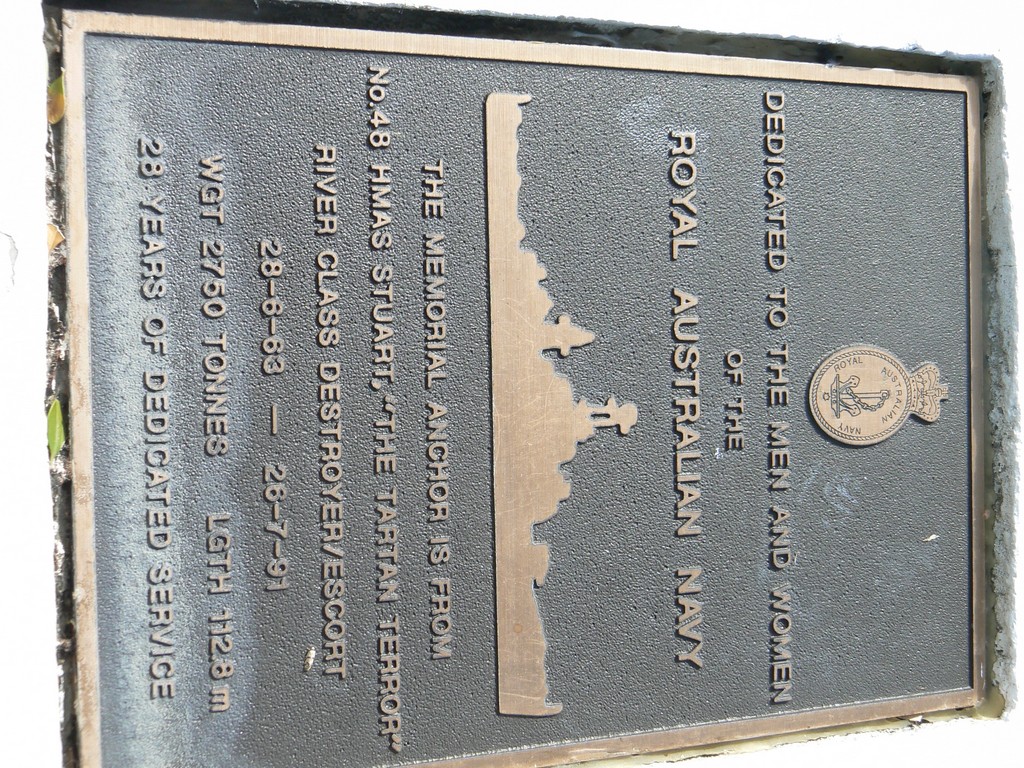 ROYAL AUSTRALIAN NAVY
DEDICATED TO THE MEN AND WOMEN
OF THE
ROYAL AUSTRALIAN NAVY
THE MEMORIAL ANCHOR IS FROM
No.48 HMAS STUART, "THE TARTAN TERROR"
RIVER CLASS DESTROYER/ESCORT
28-6-63 — 26-7-91
WGT 2750 TONNES LGTH 112.8 m
28 YEARS OF DEDICATED SERVICE